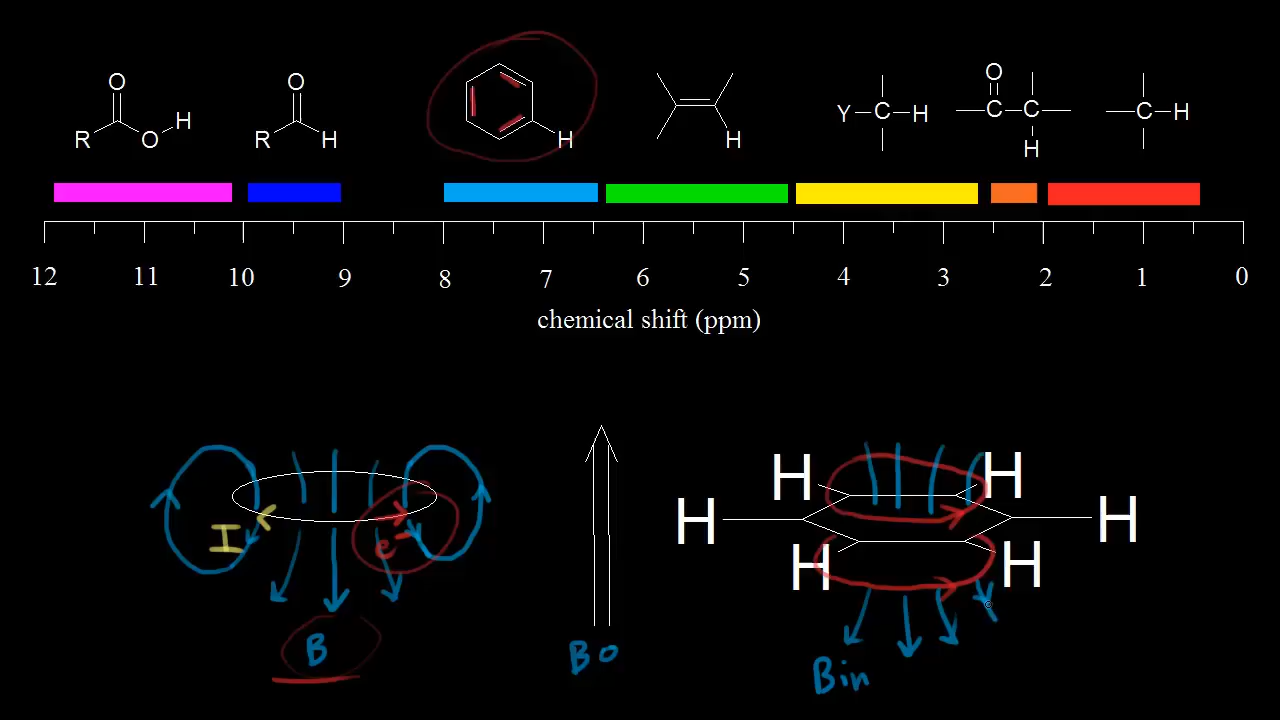 O O O
R O H R H H H Y C H C C H C H
12 11 10 9 8 7 6 5 4 3 2 1 0
chemical shift (ppm)
H H
H H
I e- H H
B Bo Bin